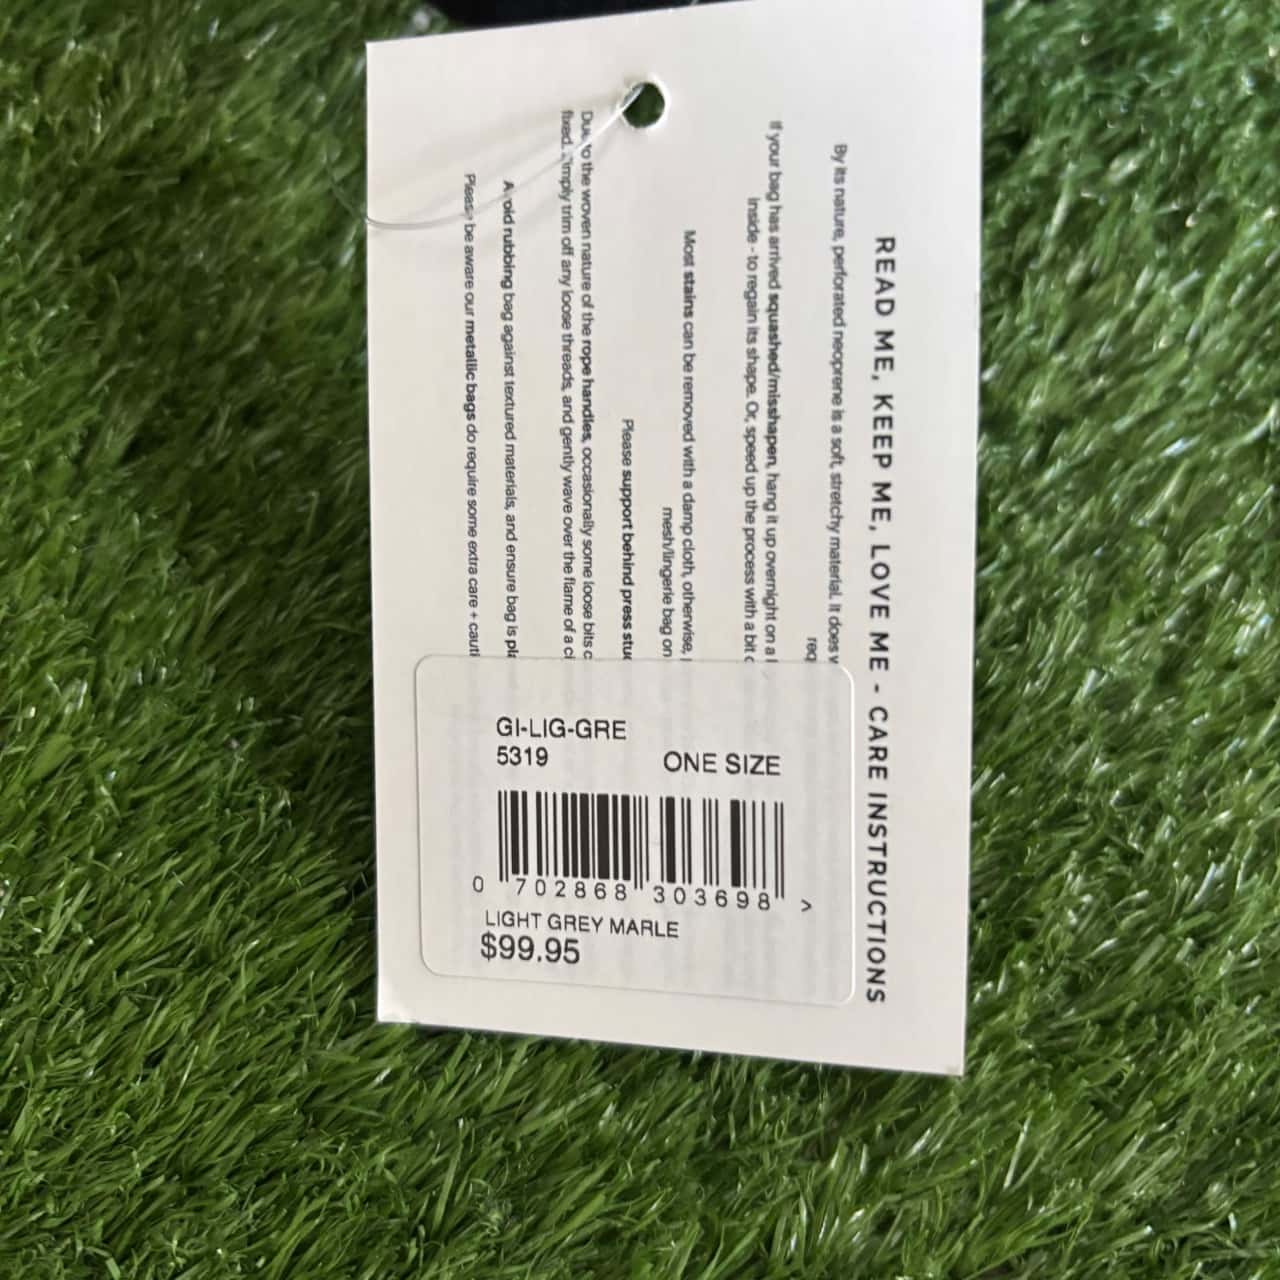 READ ME, KEEP ME, LOVE ME - CARE INSTRUCTIONS
By its nature, perforated neoprene is a soft, stretchy material. It does
req
If your bag has arrived squashed/misshapen, hang it up overnight on a
inside - to regain its shape. Or, speed up the process with a bit
Most stains can be removed with a damp cloth, otherwise,
mesh/lingerie bag on
Please support behind press stu
Due to the woven nature of the rope handles, occasionally some loose bits
fixed. Simply trim off any loose threads, and gently wave over the flame of a
Avoid rubbing bag against textured materials, and ensure bag is
Please be aware our metallic bags do require some extra care + cauti
GI-LIG-GRE
5319 ONE SIZE
0 702868 303698 >
LIGHT GREY MARLE
$99.95